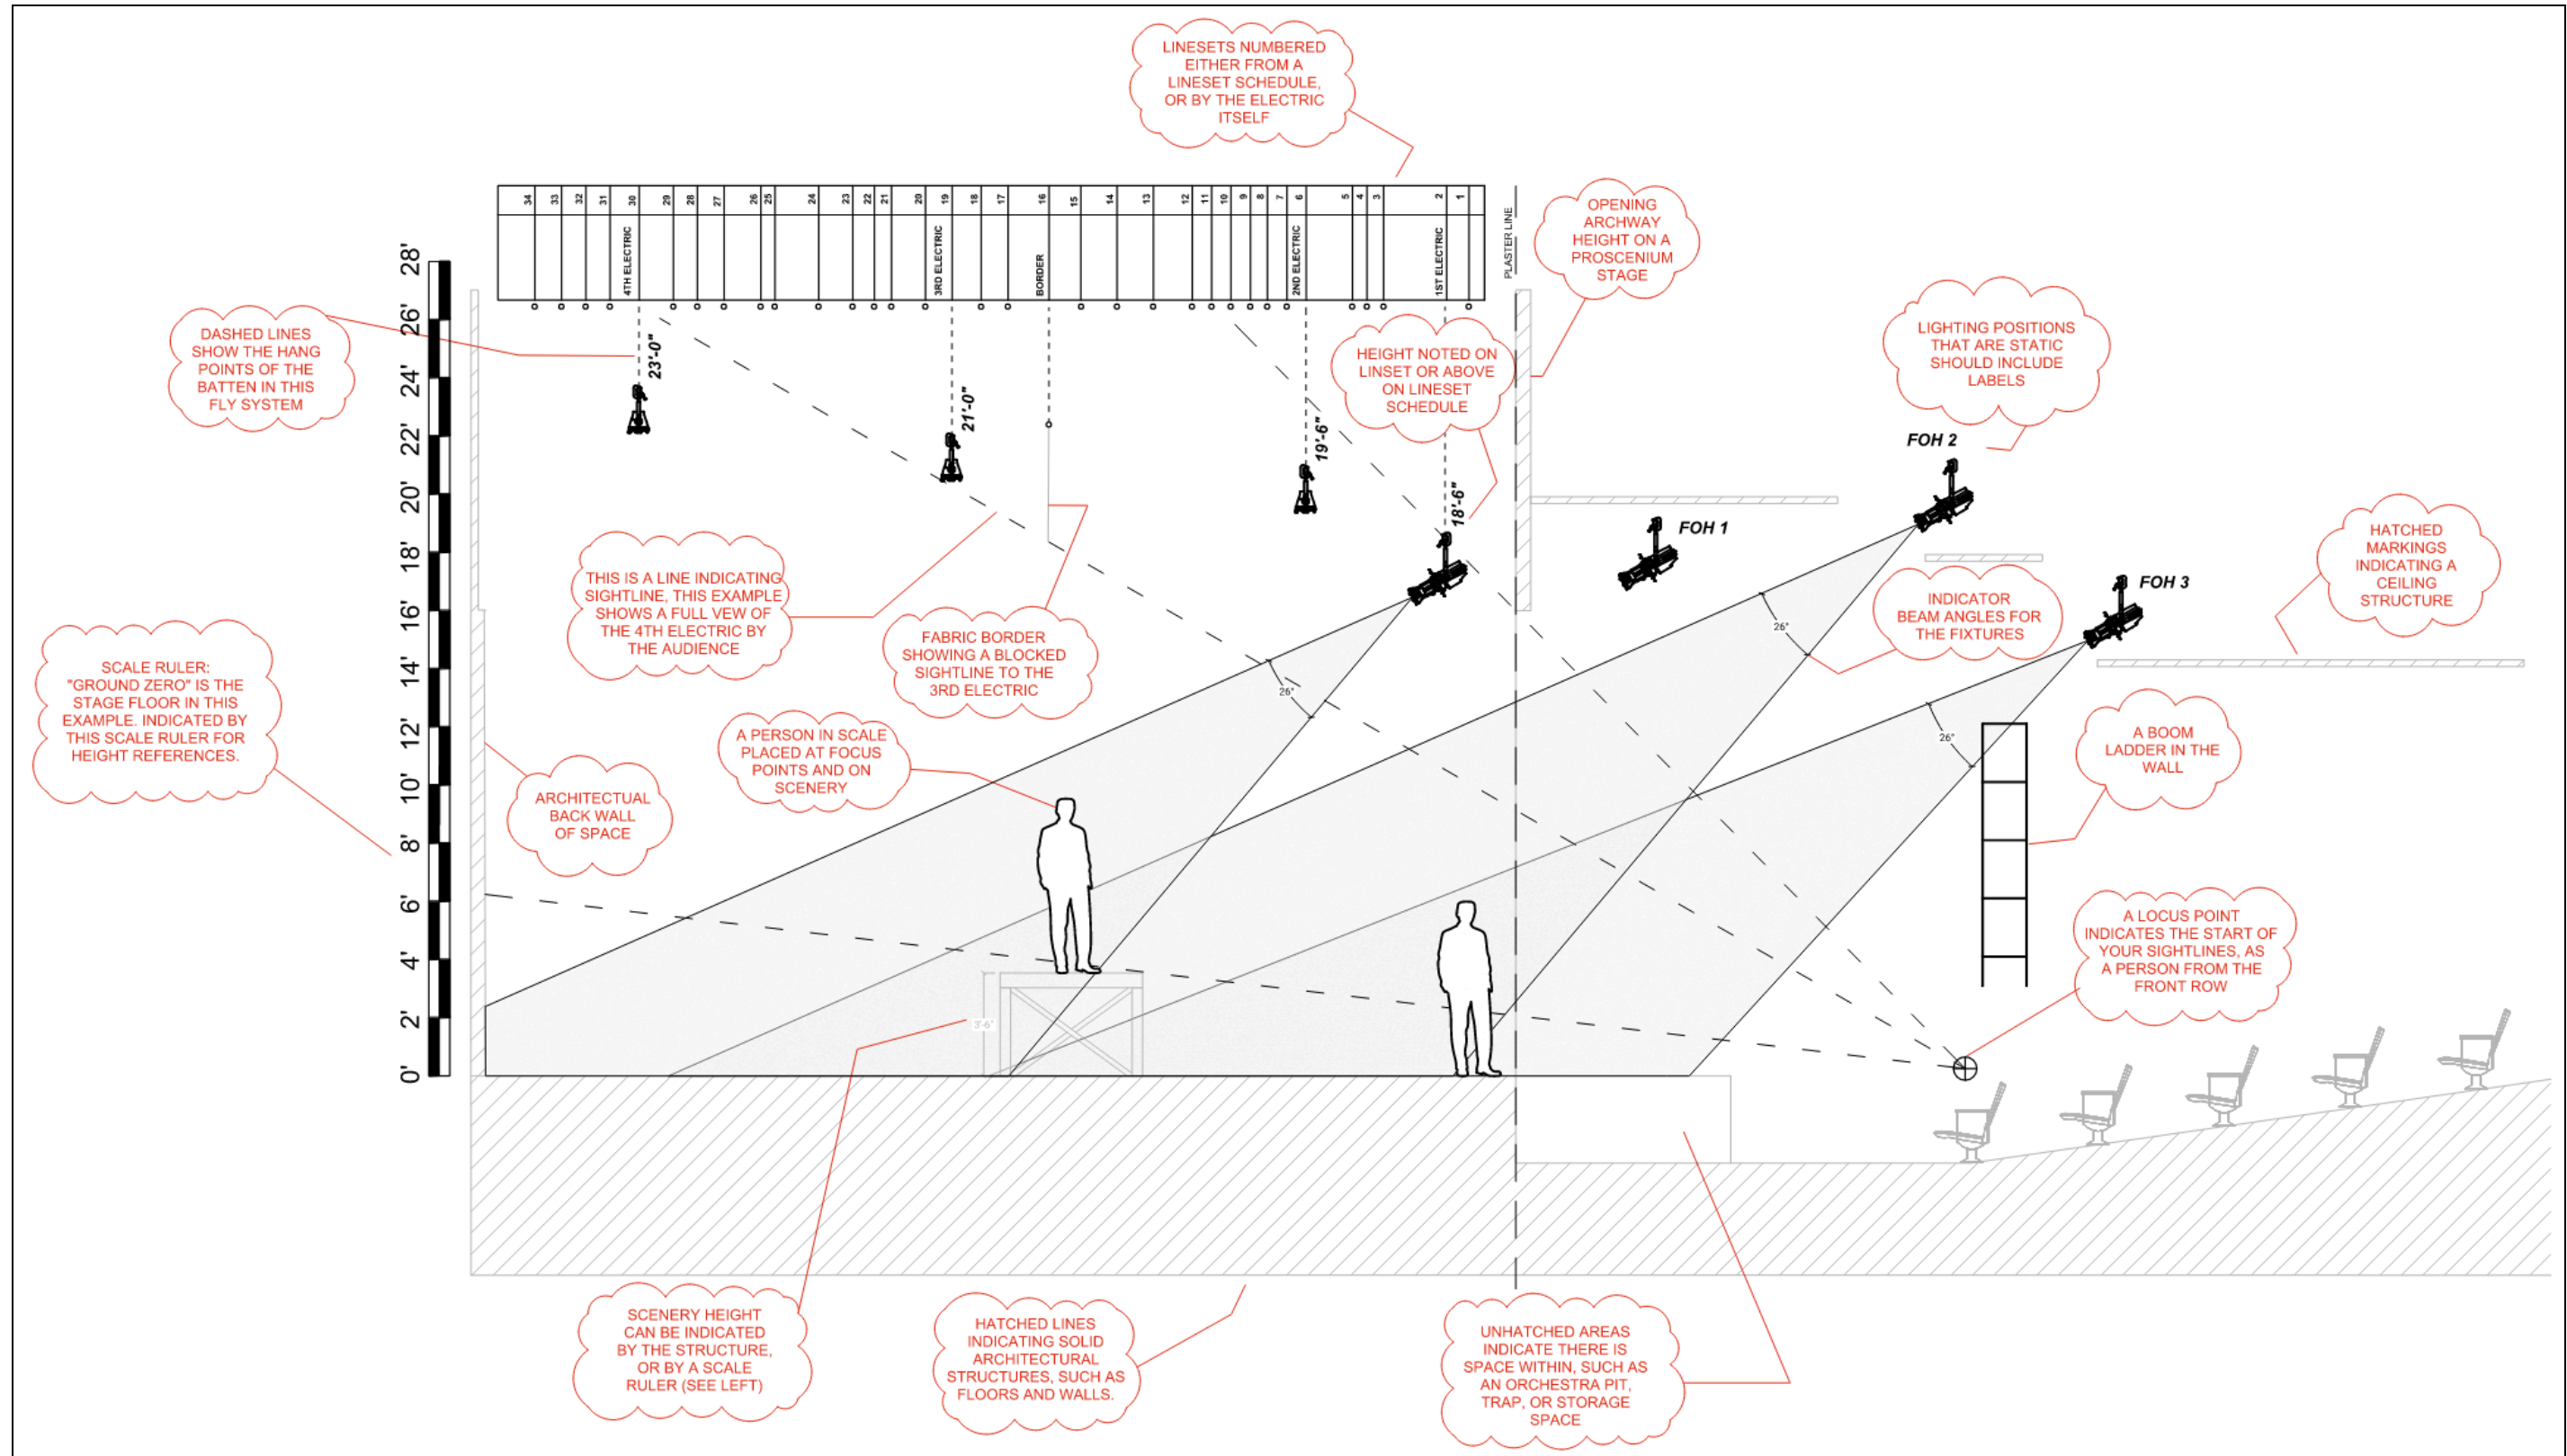 LINESETS NUMBERED
EITHER FROM A
LINESET SCHEDULE,
OR BY THE ELECTRIC
ITSELF
34
33
32
31
30
29
28
27
26
25
24
23
22
21
20
19
18
17
16
15
14
13
12
11
10
9
8
7
6
5
4
3
2
1
4TH ELECTRIC
3RD ELECTRIC
BORDER
2ND ELECTRIC
1ST ELECTRIC
PLASTER LINE
OPENING
ARCHWAY
HEIGHT ON A
PROSCENIUM
STAGE
28'
26'
24'
22'
20'
18'
16'
14'
12'
10'
8'
6'
4'
2'
0'
DASHED LINES
SHOW THE HANG
POINTS OF THE
BATTEN IN THIS
FLY SYSTEM
23'-0"
21'-0"
19'-6"
18'-6"
HEIGHT NOTED ON
LINSET OR ABOVE
ON LINESET
SCHEDULE
LIGHTING POSITIONS
THAT ARE STATIC
SHOULD INCLUDE
LABELS
FOH 2
FOH 1
FOH 3
HATCHED
MARKINGS
INDICATING A
CEILING
STRUCTURE
THIS IS A LINE INDICATING
SIGHTLINE, THIS EXAMPLE
SHOWS A FULL VEW OF
THE 4TH ELECTRIC BY
THE AUDIENCE
FABRIC BORDER
SHOWING A BLOCKED
SIGHTLINE TO THE
3RD ELECTRIC
INDICATOR
BEAM ANGLES FOR
THE FIXTURES
26°
26°
26°
SCALE RULER:
"GROUND ZERO" IS THE
STAGE FLOOR IN THIS
EXAMPLE. INDICATED BY
THIS SCALE RULER FOR
HEIGHT REFERENCES.
A PERSON IN SCALE
PLACED AT FOCUS
POINTS AND ON
SCENERY
ARCHITECTUAL
BACK WALL
OF SPACE
A BOOM
LADDER IN THE
WALL
A LOCUS POINT
INDICATES THE START OF
YOUR SIGHTLINES, AS
A PERSON FROM THE
FRONT ROW
3'-6"
SCENERY HEIGHT
CAN BE INDICATED
BY THE STRUCTURE,
OR BY A SCALE
RULER (SEE LEFT)
HATCHED LINES
INDICATING SOLID
ARCHITECTURAL
STRUCTURES, SUCH AS
FLOORS AND WALLS.
UNHATCHED AREAS
INDICATE THERE IS
SPACE WITHIN, SUCH AS
AN ORCHESTRA PIT,
TRAP, OR STORAGE
SPACE